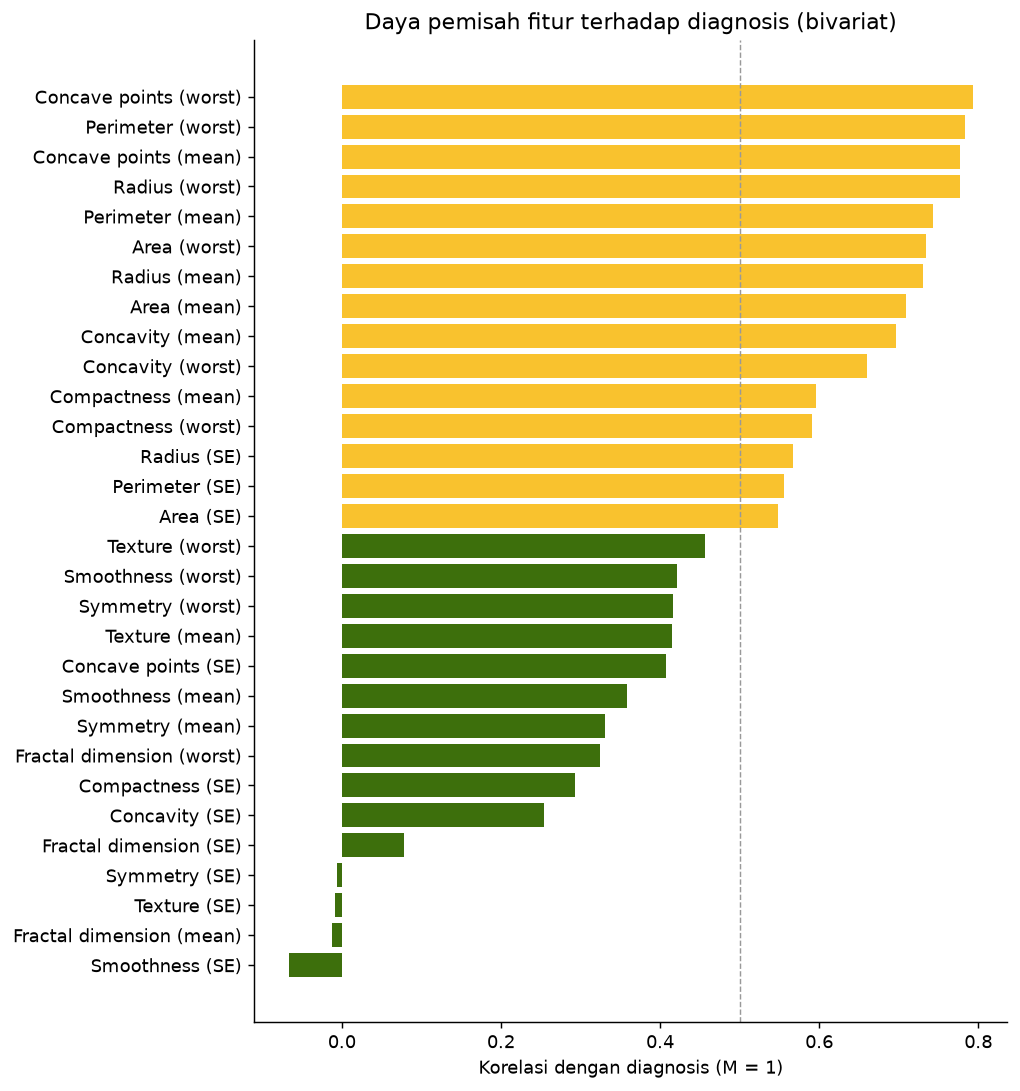 Daya pemisah fitur terhadap diagnosis (bivariat)
Concave points (worst)
Perimeter (worst)
Concave points (mean)
Radius (worst)
Perimeter (mean)
Area (worst)
Radius (mean)
Area (mean)
Concavity (mean)
Concavity (worst)
Compactness (mean)
Compactness (worst)
Radius (SE)
Perimeter (SE)
Area (SE)
Texture (worst)
Smoothness (worst)
Symmetry (worst)
Texture (mean)
Concave points (SE)
Smoothness (mean)
Symmetry (mean)
Fractal dimension (worst)
Compactness (SE)
Concavity (SE)
Fractal dimension (SE)
Symmetry (SE)
Texture (SE)
Fractal dimension (mean)
Smoothness (SE)
0.0 0.2 0.4 0.6 0.8
Korelasi dengan diagnosis (M = 1)